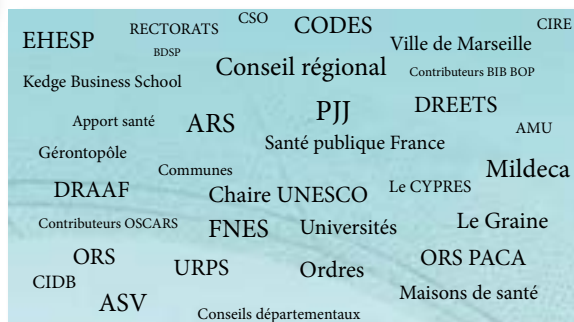 CSO
CODES
CIRE
RECTORATS
EHESP
Ville de Marseille
BDSP
Conseil régional
Contributeurs BIB BOP
Kedge Business School
PJJ
DREETS
Apport santé
ARS
AMU
Santé publique France
Gérontopôle
Communes
Mildeca
DRAAF
Chaire UNESCO
Le CYPRES
Contributeurs OSCARS
FNES
Universités
Le Graine
ORS
URPS
Ordres
ORS PACA
CIDB
ASV
Maisons de santé
Conseils départementaux